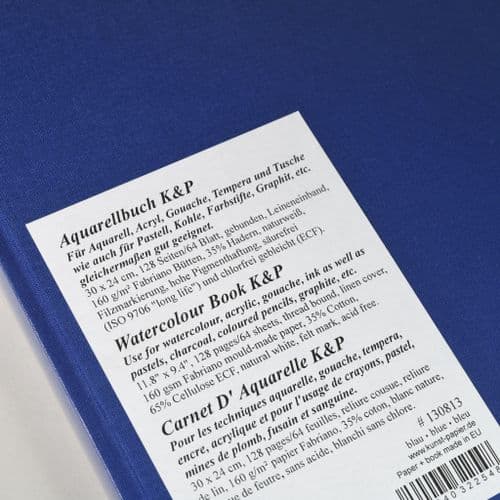 Aquarellbuch K&P
Für Aquarell, Acryl, Gouache, Tempera und Tusche
wie auch für Pastell, Kohle, Farbstifte, Graphit, etc.
gleichermaßen gut geeignet.
30 x 24 cm, 128 Seiten/64 Blatt, gebunden, Leineneinband,
160 g/m² Fabriano Bütten, 35% Hadern, naturweiß,
Filzmarkierung, hohe Pigmenthaftung, säurefrei
(ISO 9706 "long life") und chlorfrei gebleicht (ECF).
Watercolour Book K&P
Use for watercolour, acrylic, gouache, ink as well as
pastels, charcoal, coloured pencils, graphite, etc.
11.8" x 9.4", 128 pages/64 sheets, thread bound, linen cover,
160 gsm Fabriano mould-made paper, 35% Cotton,
65% Cellulose ECF, natural white, felt mark, acid free.
Carnet D' Aquarelle K&P
Pour les techniques aquarelle, gouache, tempera,
encre, acrylique et pour l'usage de crayons, pastel,
mines de plomb, fusain et sanguine.
30 x 24 cm, 128 pages/64 feuilles, reliure cousue, reliure
de lin, 160 g/m² papier Fabriano, 35% coton, blanc nature,
de feutre, sans acide, blanchi sans chlore.
# 130813
blau · blue · bleu
www.kunst-papier.de
Paper + book made in EU